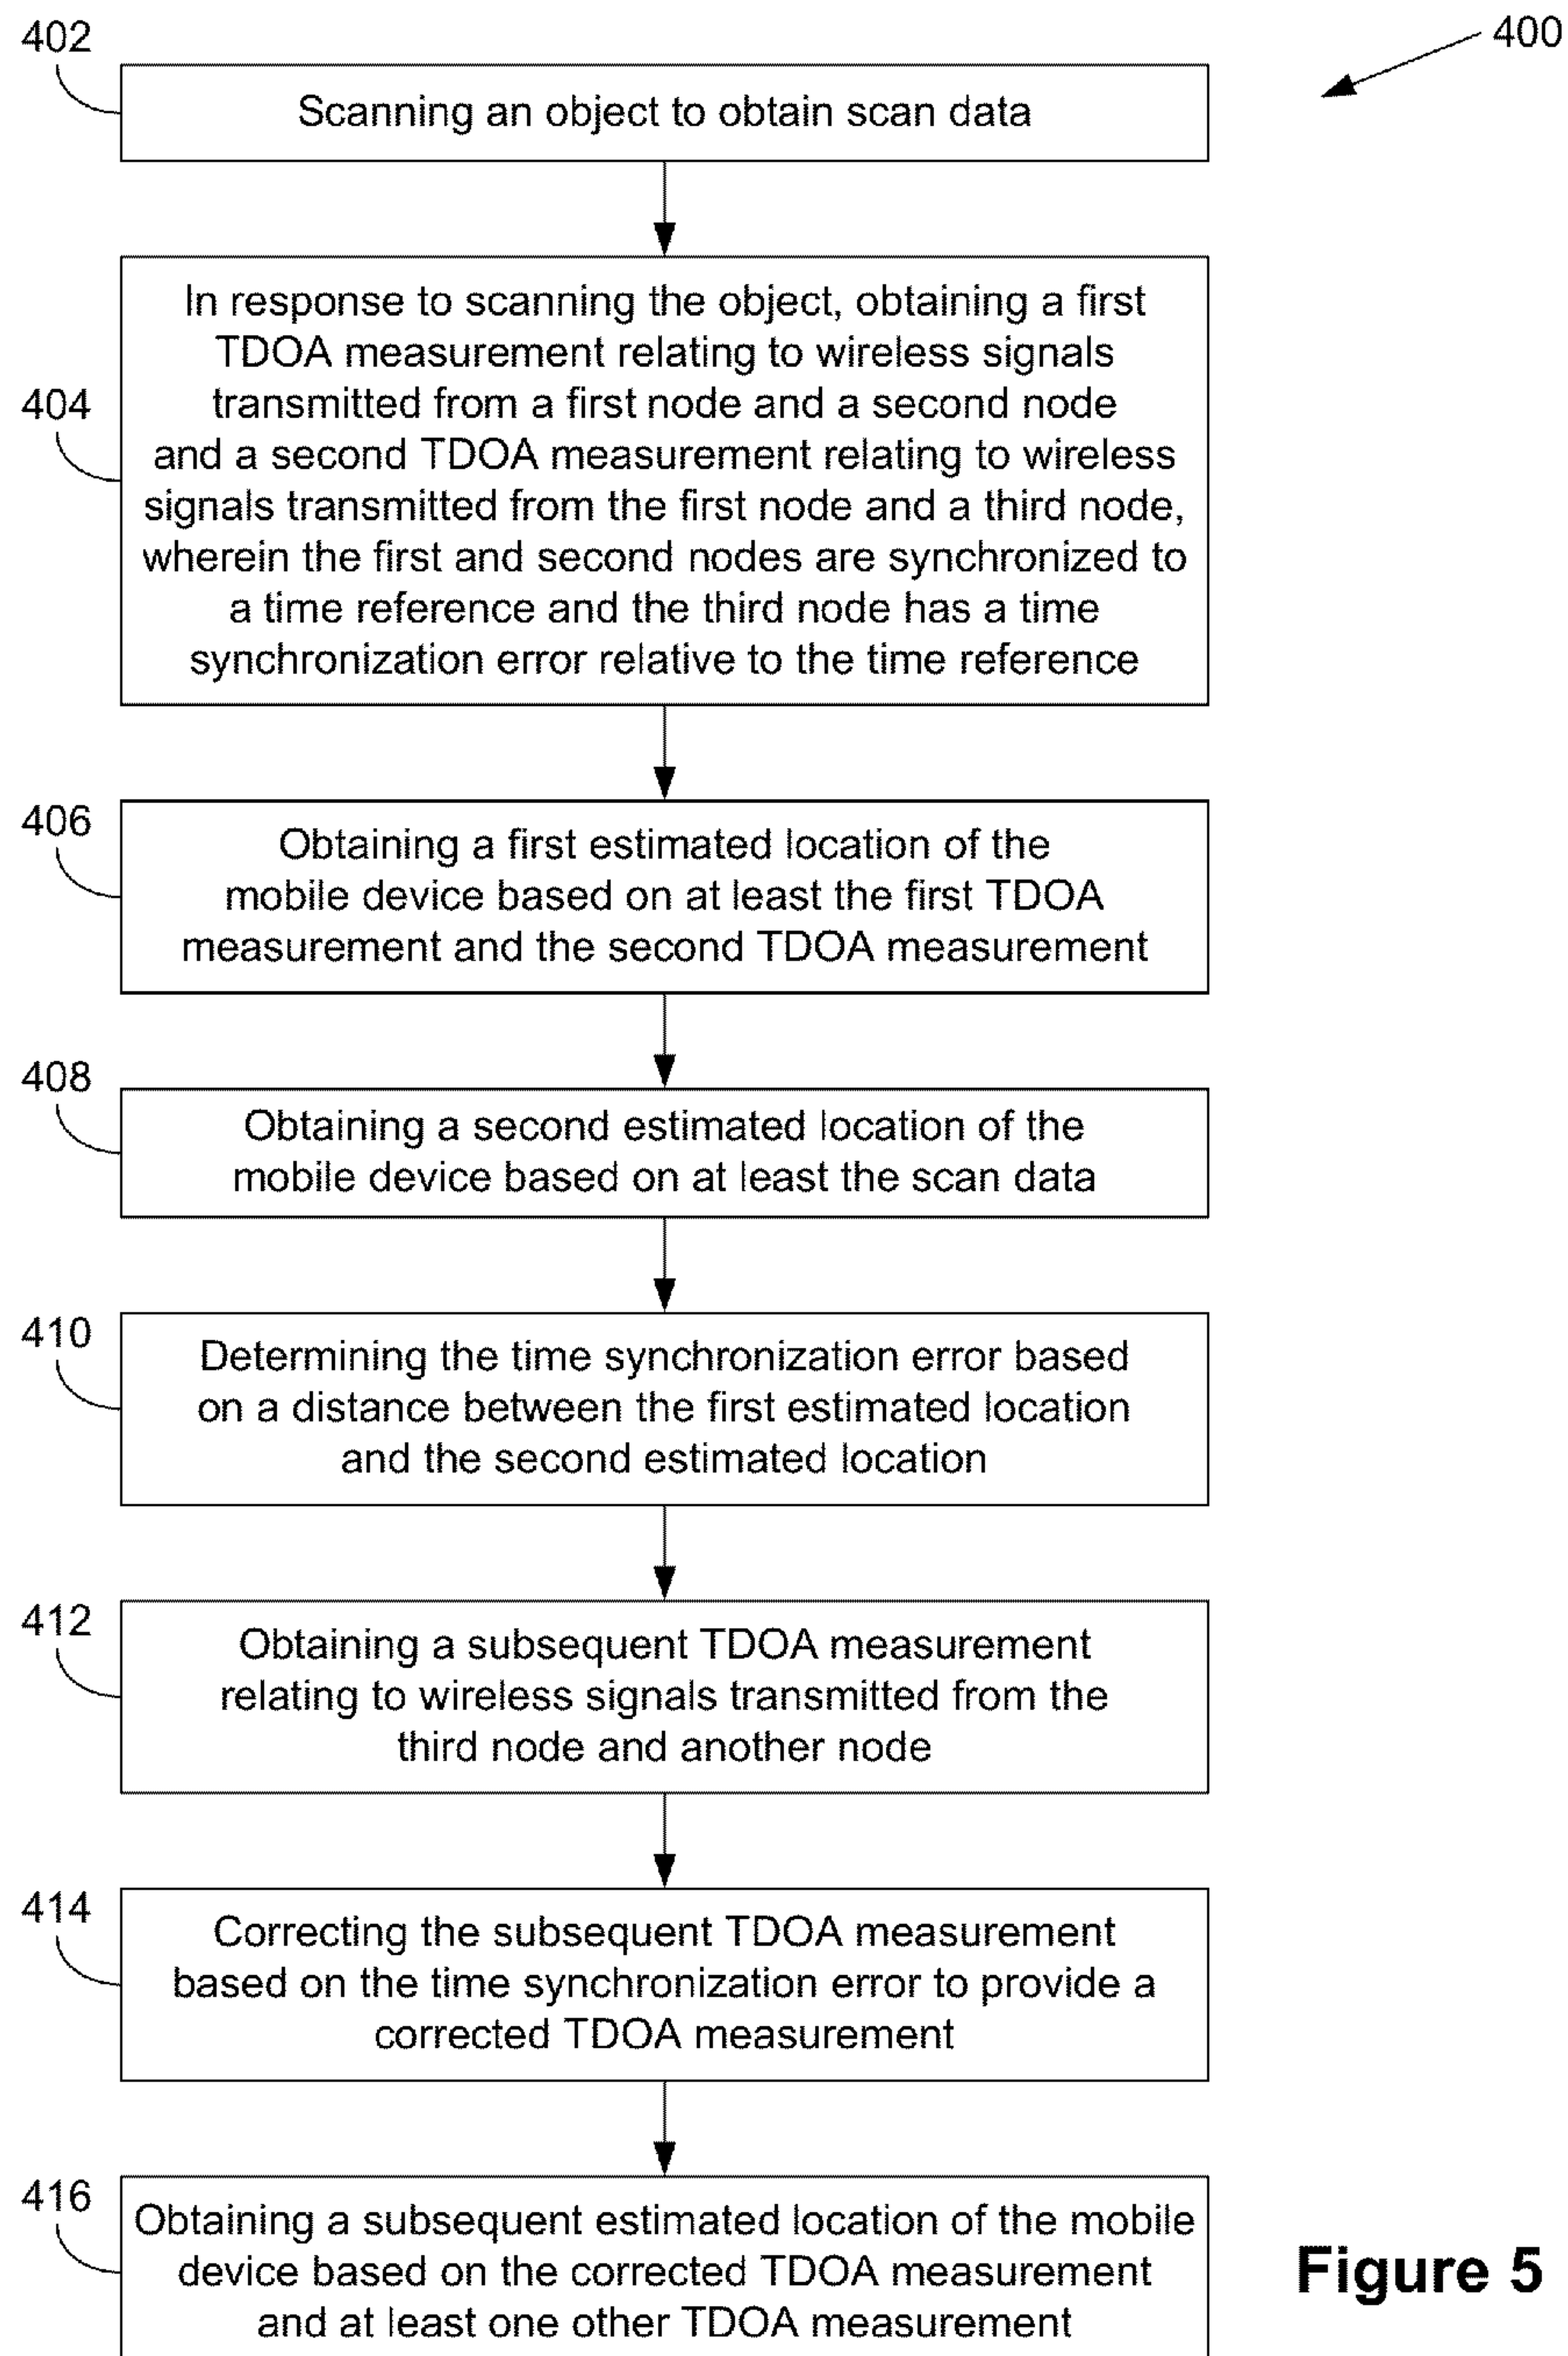 400
402
Scanning an object to obtain scan data
404
In response to scanning the object, obtaining a first
TDOA measurement relating to wireless signals
transmitted from a first node and a second node
and a second TDOA measurement relating to wireless
signals transmitted from the first node and a third node,
wherein the first and second nodes are synchronized to
a time reference and the third node has a time
synchronization error relative to the time reference
406
Obtaining a first estimated location of the
mobile device based on at least the first TDOA
measurement and the second TDOA measurement
408
Obtaining a second estimated location of the
mobile device based on at least the scan data
410
Determining the time synchronization error based
on a distance between the first estimated location
and the second estimated location
412
Obtaining a subsequent TDOA measurement
relating to wireless signals transmitted from the
third node and another node
414
Correcting the subsequent TDOA measurement
based on the time synchronization error to provide a
corrected TDOA measurement
416
Obtaining a subsequent estimated location of the mobile
device based on the corrected TDOA measurement
and at least one other TDOA measurement
Figure 5